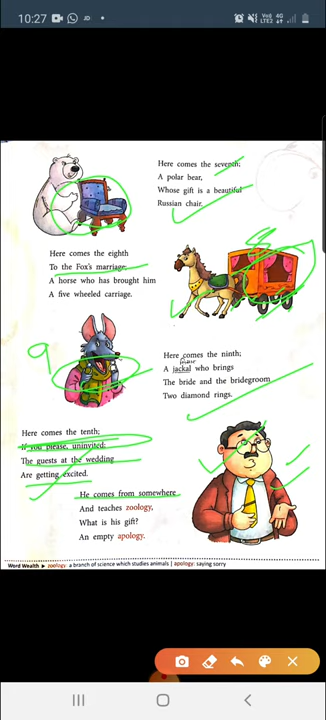 10:27
Here comes the seventh;
A polar bear,
Whose gift is a beautiful
Russian chair.
Here comes the eighth
To the Fox's marriage;
A horse who has brought him
A five wheeled carriage.
8
9
Here comes the ninth;
A jackal who brings
The bride and the bridegroom
Two diamond rings.
Here comes the tenth;
If you please, uninvited;
The guests at the wedding
Are getting excited.
He comes from somewhere
And teaches zoology,
What is his gift?
An empty apology.
Word Wealth ▸ zoology: a branch of science which studies animals | apology: saying sorry